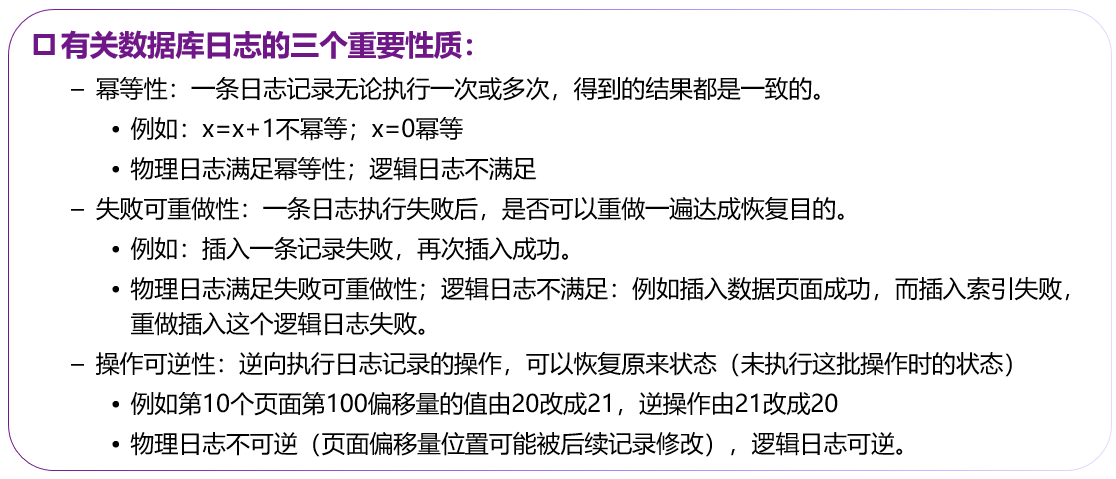 有关数据库日志的三个重要性质：
– 幂等性：一条日志记录无论执行一次或多次，得到的结果都是一致的。
• 例如：x=x+1不幂等；x=0幂等
• 物理日志满足幂等性；逻辑日志不满足
– 失败可重做性：一条日志执行失败后，是否可以重做一遍达成恢复目的。
• 例如：插入一条记录失败，再次插入成功。
• 物理日志满足失败可重做性；逻辑日志不满足：例如插入数据页面成功，而插入索引失败，
重做插入这个逻辑日志失败。
– 操作可逆性：逆向执行日志记录的操作，可以恢复原来状态（未执行这批操作时的状态）
• 例如第10个页面第100偏移量的值由20改成21，逆操作由21改成20
• 物理日志不可逆（页面偏移量位置可能被后续记录修改），逻辑日志可逆。